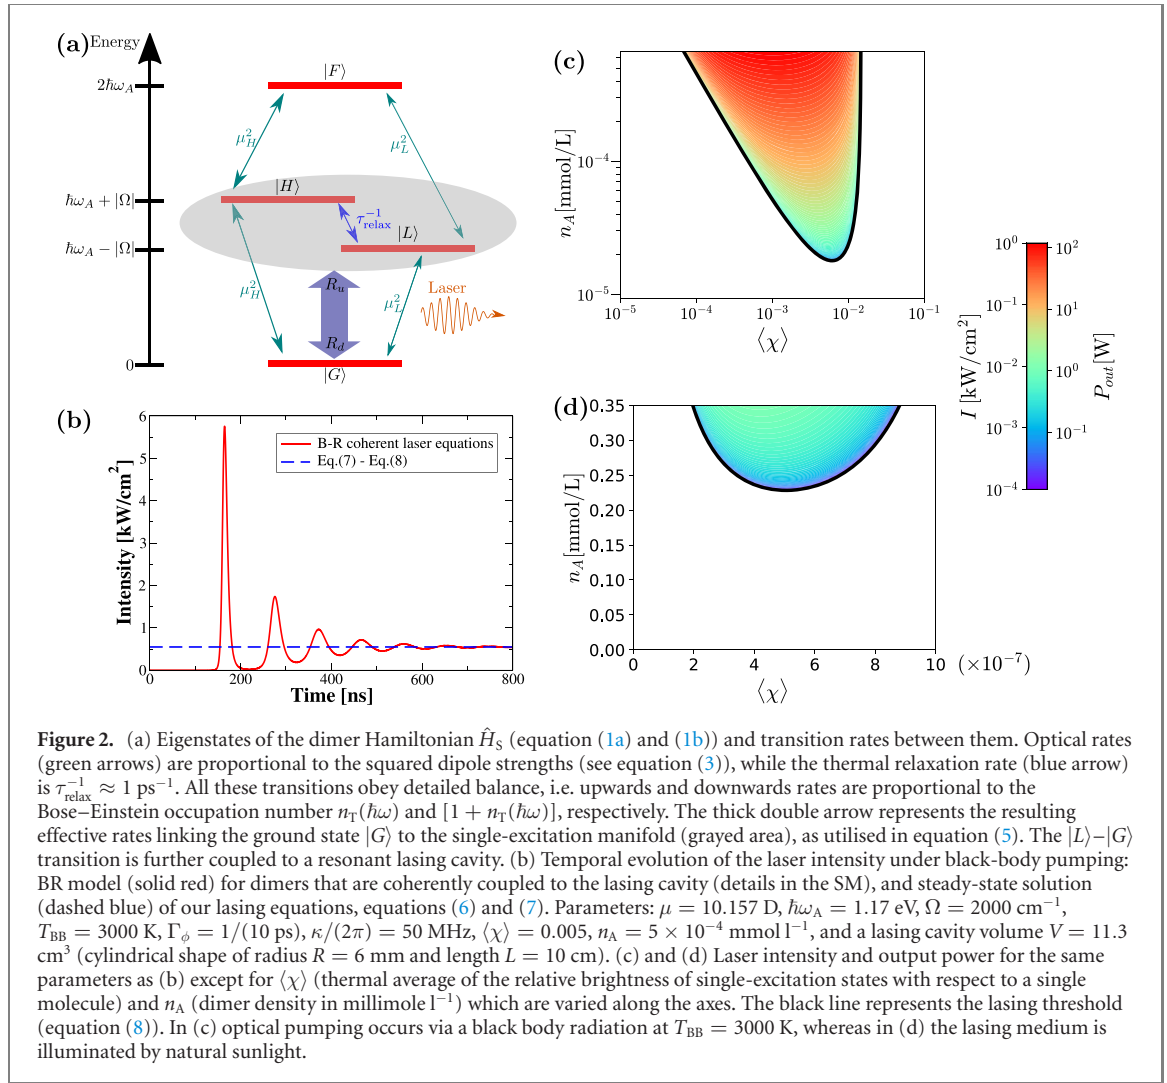 (a)
Energy
2ħω_A
ħω_A + |Ω|
ħω_A − |Ω|
0
|F⟩
μ_H^2
μ_L^2
|H⟩
τ_relax^{-1}
|L⟩
μ_H^2
R_u
μ_L^2
Laser
R_d
|G⟩
(b)
Intensity [kW/cm^2]
6
5
4
3
2
1
0
B-R coherent laser equations
Eq.(7) - Eq.(8)
0
200
400
600
800
Time [ns]
(c)
n_A[mmol/L]
10^{-4}
10^{-5}
10^{-5}
10^{-4}
10^{-3}
10^{-2}
10^{-1}
⟨χ⟩
(d)
n_A[mmol/L]
0.35
0.30
0.25
0.20
0.15
0.10
0.05
0.00
0
2
4
6
8
10
(×10^{-7})
⟨χ⟩
I [kW/cm^2]
10^0
10^{-1}
10^{-2}
10^{-3}
10^{-4}
10^2
10^1
10^0
10^{-1}
P_out[W]
Figure 2. (a) Eigenstates of the dimer Hamiltonian Ĥ_S (equation (1a) and (1b)) and transition rates between them. Optical rates
(green arrows) are proportional to the squared dipole strengths (see equation (3)), while the thermal relaxation rate (blue arrow)
is τ_relax^{-1} ≈ 1 ps^{−1}. All these transitions obey detailed balance, i.e. upwards and downwards rates are proportional to the
Bose–Einstein occupation number n_T(ħω) and [1 + n_T(ħω)], respectively. The thick double arrow represents the resulting
effective rates linking the ground state |G⟩ to the single-excitation manifold (grayed area), as utilised in equation (5). The |L⟩–|G⟩
transition is further coupled to a resonant lasing cavity. (b) Temporal evolution of the laser intensity under black-body pumping:
BR model (solid red) for dimers that are coherently coupled to the lasing cavity (details in the SM), and steady-state solution
(dashed blue) of our lasing equations, equations (6) and (7). Parameters: μ = 10.157 D, ħω_A = 1.17 eV, Ω = 2000 cm^{−1},
T_BB = 3000 K, Γ_ϕ = 1/(10 ps), κ/(2π) = 50 MHz, ⟨χ⟩ = 0.005, n_A = 5 × 10^{−4} mmol l^{−1}, and a lasing cavity volume V = 11.3
cm^3 (cylindrical shape of radius R = 6 mm and length L = 10 cm). (c) and (d) Laser intensity and output power for the same
parameters as (b) except for ⟨χ⟩ (thermal average of the relative brightness of single-excitation states with respect to a single
molecule) and n_A (dimer density in millimole l^{−1}) which are varied along the axes. The black line represents the lasing threshold
(equation (8)). In (c) optical pumping occurs via a black body radiation at T_BB = 3000 K, whereas in (d) the lasing medium is
illuminated by natural sunlight.